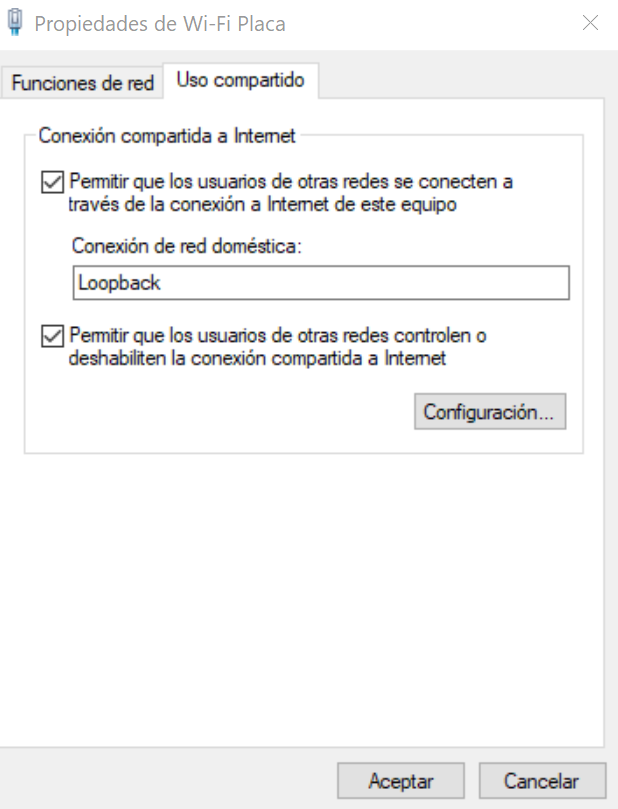 Propiedades de Wi-Fi Placa
Funciones de red
Uso compartido
Conexión compartida a Internet
Permitir que los usuarios de otras redes se conecten a
través de la conexión a Internet de este equipo
Conexión de red doméstica:
Loopback
Permitir que los usuarios de otras redes controlen o
deshabiliten la conexión compartida a Internet
Configuración...
Aceptar
Cancelar